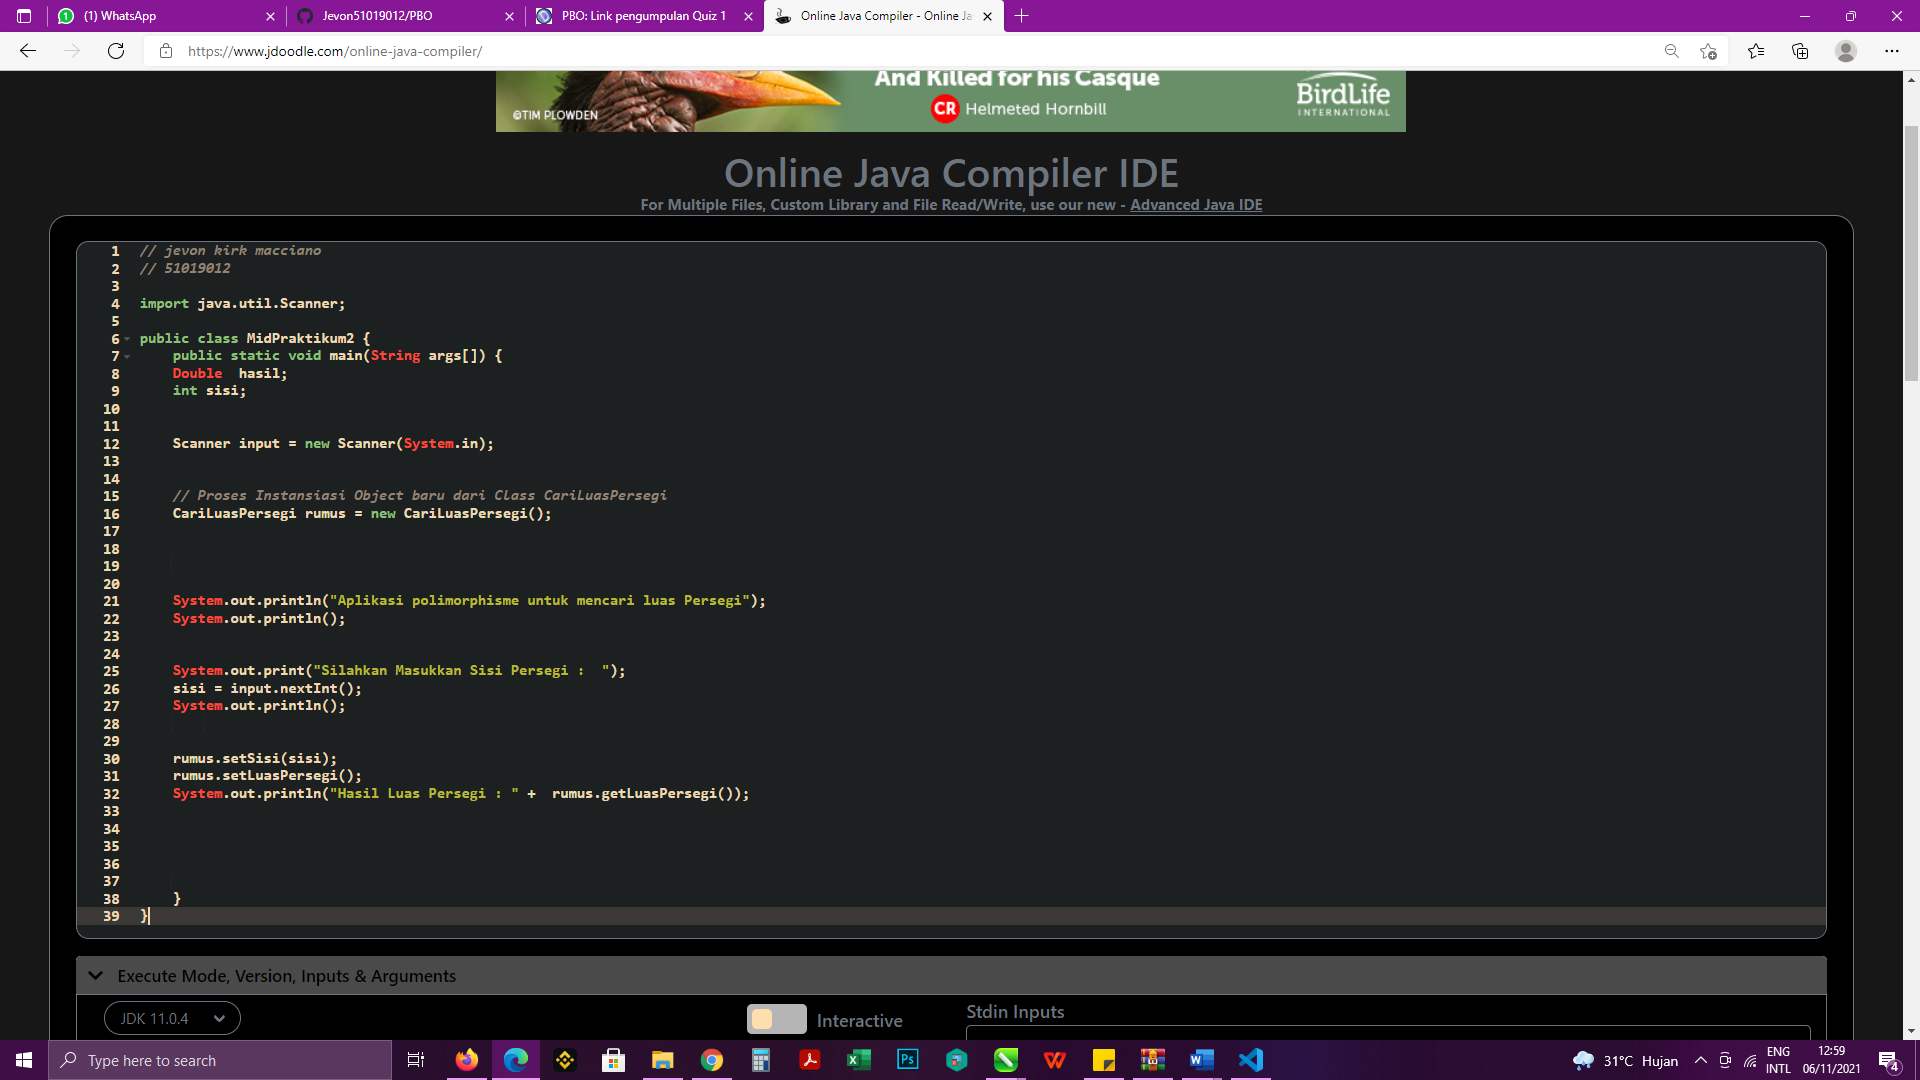 (1) WhatsApp
Jevon51019012/PBO
PBO: Link pengumpulan Quiz 1
Online Java Compiler - Online Ja
https://www.jdoodle.com/online-java-compiler/
And Killed for his Casque
CR Helmeted Hornbill
©TIM PLOWDEN
BirdLife
INTERNATIONAL
Online Java Compiler IDE
For Multiple Files, Custom Library and File Read/Write, use our new - Advanced Java IDE
1 // jevon kirk macciano
2 // 51019012
3
4 import java.util.Scanner;
5
6 public class MidPraktikum2 {
7 public static void main(String args[]) {
8 Double  hasil;
9 int sisi;
10
11
12 Scanner input = new Scanner(System.in);
13
14
15 // Proses Instansiasi Object baru dari Class CariLuasPersegi
16 CariLuasPersegi rumus = new CariLuasPersegi();
17
18
19
20
21 System.out.println("Aplikasi polimorphisme untuk mencari luas Persegi");
22 System.out.println();
23
24
25 System.out.print("Silahkan Masukkan Sisi Persegi :  ");
26 sisi = input.nextInt();
27 System.out.println();
28
29
30 rumus.setSisi(sisi);
31 rumus.setLuasPersegi();
32 System.out.println("Hasil Luas Persegi : " +  rumus.getLuasPersegi());
33
34
35
36
37
38 }
39 }
Execute Mode, Version, Inputs & Arguments
JDK 11.0.4
Interactive
Stdin Inputs
Type here to search
31°C Hujan
ENG
INTL
12:59
06/11/2021
4